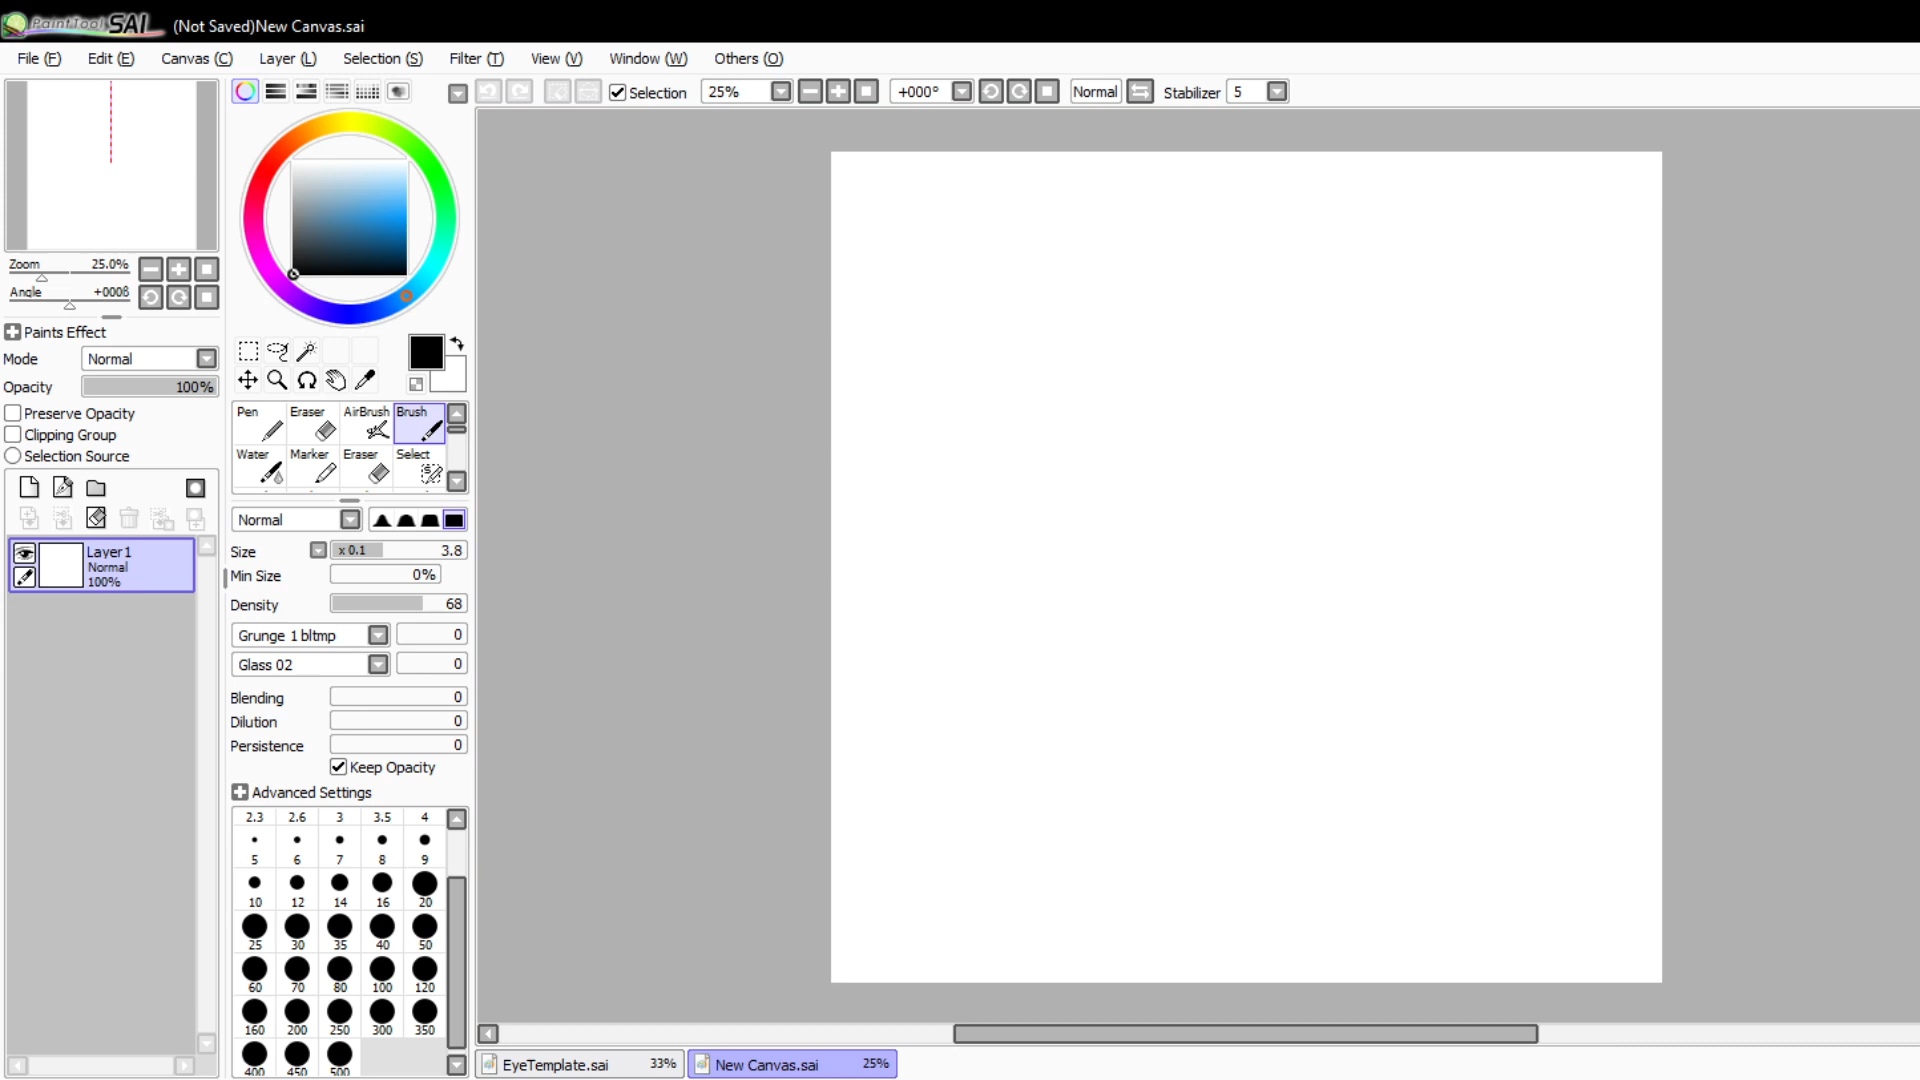 PaintTool SAI (Not Saved)New Canvas.sai
File (F) Edit (E) Canvas (C) Layer (L) Selection (S) Filter (T) View (V) Window (W) Others (O)
Selection 25% +000° Normal Stabilizer 5
Zoom 25.0%
Angle +000ß
Paints Effect
Mode Normal
Opacity 100%
Preserve Opacity
Clipping Group
Selection Source
Layer1
Normal
100%
Pen Eraser AirBrush Brush
Water Marker Eraser Select
Normal
Size x 0.1 3.8
Min Size 0%
Density 68
Grunge 1 bltmp 0
Glass 02 0
Blending 0
Dilution 0
Persistence 0
Keep Opacity
Advanced Settings
2.3 2.6 3 3.5 4
5 6 7 8 9
10 12 14 16 20
25 30 35 40 50
60 70 80 100 120
160 200 250 300 350
400 450 500
EyeTemplate.sai 33% New Canvas.sai 25%